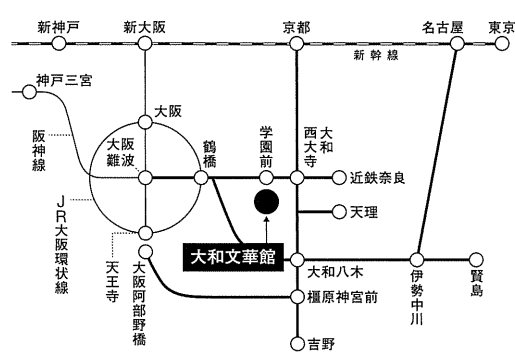 新神戸
新大阪
京都
名古屋
東京
新幹線
神戸三宮
阪神線
大阪
大阪難波
鶴橋
学園前
大和西大寺
近鉄奈良
天理
JR大阪環状線
天王寺
大阪阿部野橋
大和文華館
大和八木
伊勢中川
賢島
橿原神宮前
吉野